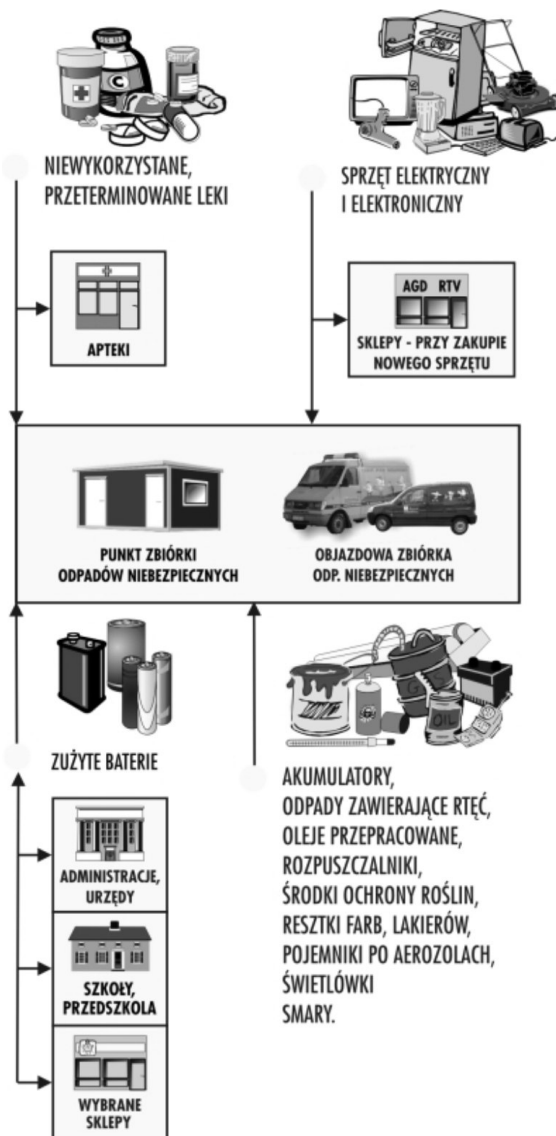 NIEWYKORZYSTANE,
PRZETERMINOWANE LEKI
SPRZĘT ELEKTRYCZNY
I ELEKTRONICZNY
APTEKI
AGD RTV
SKLEPY - PRZY ZAKUPIE
NOWEGO SPRZĘTU
PUNKT ZBIÓRKI
ODPADÓW NIEBEZPIECZNYCH
OBJAZDOWA ZBIÓRKA
ODP. NIEBEZPIECZNYCH
ZUŻYTE BATERIE
ADMINISTRACJE,
URZĘDY
SZKOŁY,
PRZEDSZKOLA
WYBRANE
SKLEPY
C
OIL
AKUMULATORY,
ODPADY ZAWIERAJĄCE RTĘĆ,
OLEJE PRZEPRACOWANE,
ROZPUSZCZALNIKI,
ŚRODKI OCHRONY ROŚLIN,
RESZTKI FARB, LAKIERÓW,
POJEMNIKI PO AEROZOLACH,
ŚWIETLÓWKI
SMARY.